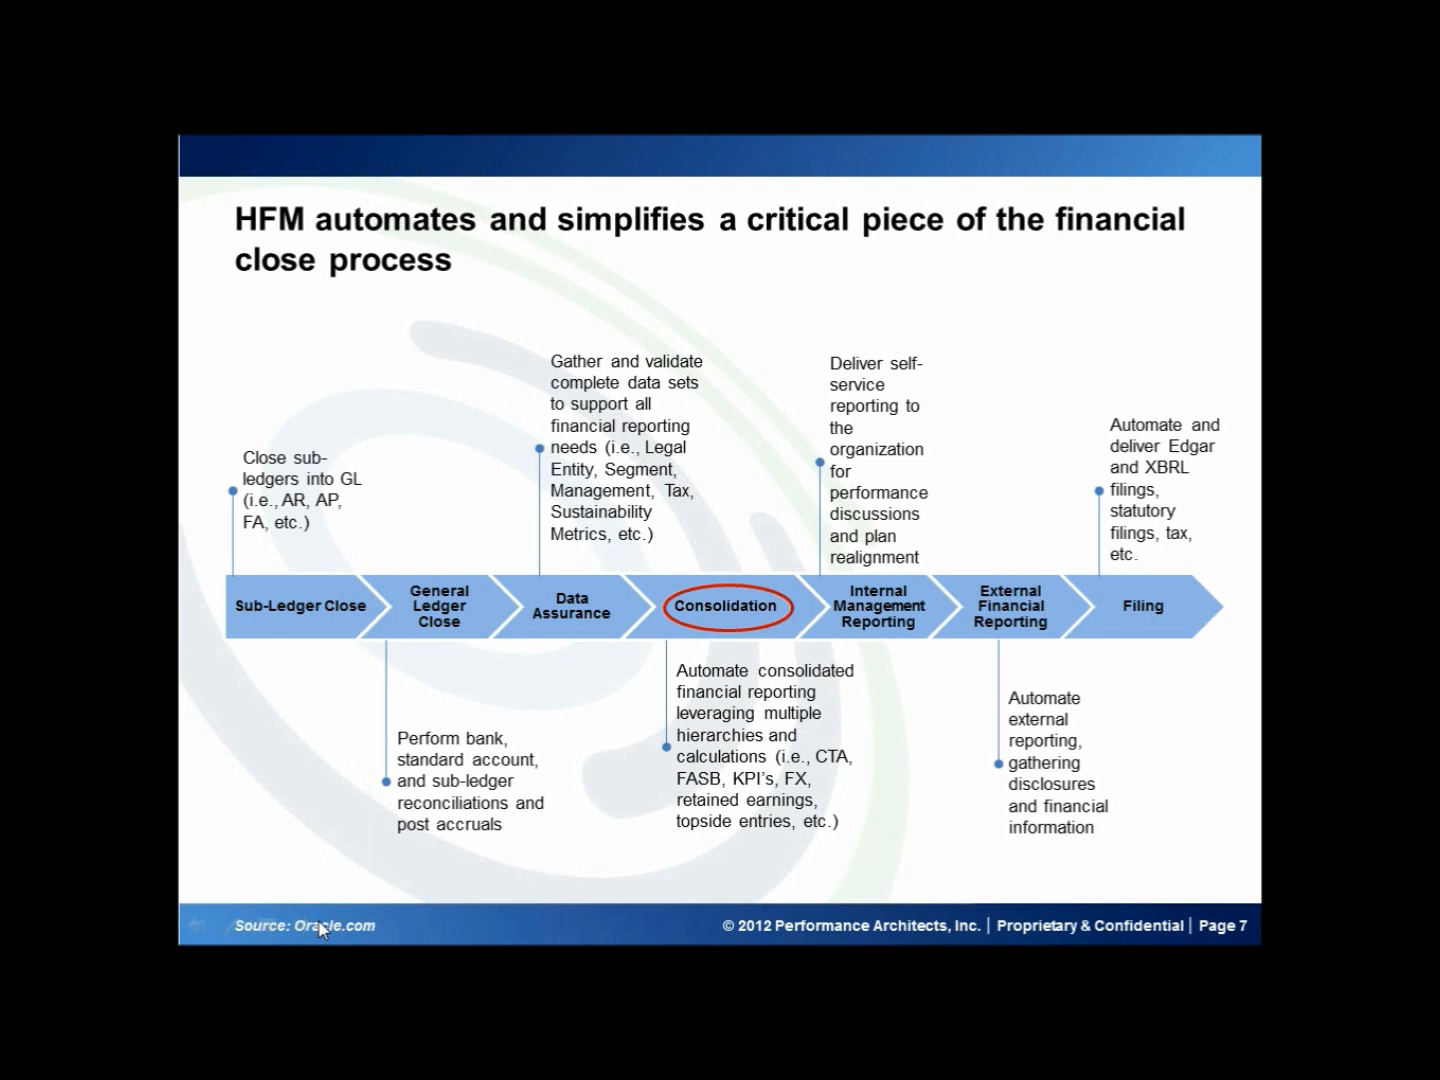 HFM automates and simplifies a critical piece of the financial
close process
Close sub-
ledgers into GL
(i.e., AR, AP,
FA, etc.)
Gather and validate
complete data sets
to support all
financial reporting
needs (i.e., Legal
Entity, Segment,
Management, Tax,
Sustainability
Metrics, etc.)
Deliver self-
service
reporting to
the
organization
for
performance
discussions
and plan
realignment
Automate and
deliver Edgar
and XBRL
filings,
statutory
filings, tax,
etc.
Sub-Ledger Close
General
Ledger
Close
Data
Assurance
Consolidation
Internal
Management
Reporting
External
Financial
Reporting
Filing
Perform bank,
standard account,
and sub-ledger
reconciliations and
post accruals
Automate consolidated
financial reporting
leveraging multiple
hierarchies and
calculations (i.e., CTA,
FASB, KPI's, FX,
retained earnings,
topside entries, etc.)
Automate
external
reporting,
gathering
disclosures
and financial
information
Source: Oracle.com
© 2012 Performance Architects, Inc. | Proprietary & Confidential | Page 7